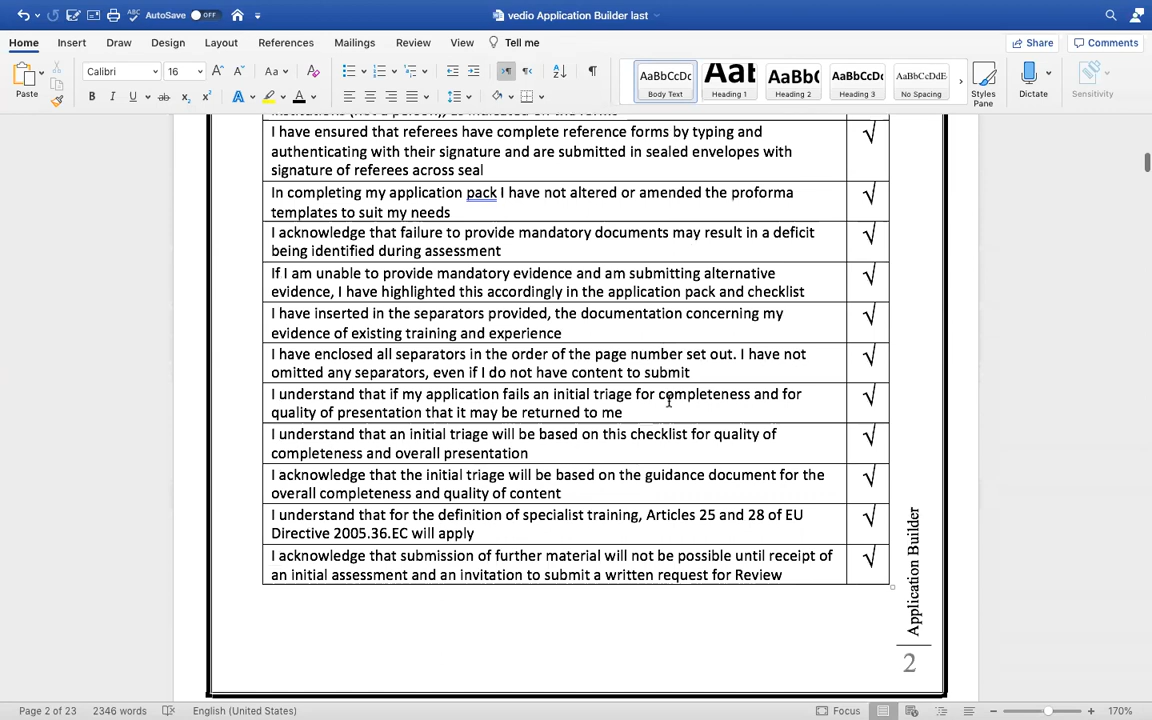 AutoSave OFF
vedio Application Builder last
Home Insert Draw Design Layout References Mailings Review View Tell me
Share Comments
Paste
Calibri 16
AaBbCcDc AaBb AaBbC AaBbCcDc AaBbCcDdE
Body Text Heading 1 Heading 2 Heading 3 No Spacing
Styles Pane
Dictate
Sensitivity
I have ensured that referees have complete reference forms by typing and
authenticating with their signature and are submitted in sealed envelopes with
signature of referees across seal
√
In completing my application pack I have not altered or amended the proforma
templates to suit my needs
√
I acknowledge that failure to provide mandatory documents may result in a deficit
being identified during assessment
√
If I am unable to provide mandatory evidence and am submitting alternative
evidence, I have highlighted this accordingly in the application pack and checklist
√
I have inserted in the separators provided, the documentation concerning my
evidence of existing training and experience
√
I have enclosed all separators in the order of the page number set out. I have not
omitted any separators, even if I do not have content to submit
√
I understand that if my application fails an initial triage for completeness and for
quality of presentation that it may be returned to me
√
I understand that an initial triage will be based on this checklist for quality of
completeness and overall presentation
√
I acknowledge that the initial triage will be based on the guidance document for the
overall completeness and quality of content
√
I understand that for the definition of specialist training, Articles 25 and 28 of EU
Directive 2005.36.EC will apply
√
I acknowledge that submission of further material will not be possible until receipt of
an initial assessment and an invitation to submit a written request for Review
√
Application Builder
2
Page 2 of 23 2346 words English (United States) Focus 170%